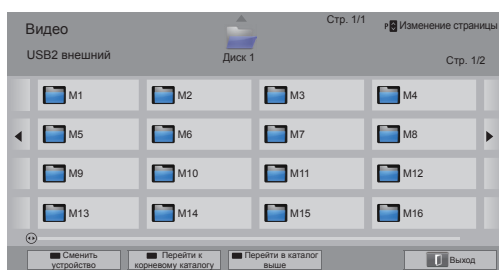 Видео
Стр. 1/1
P Изменение страницы
USB2 внешний
Диск 1
Стр. 1/2
M1
M2
M3
M4
M5
M6
M7
M8
M9
M10
M11
M12
M13
M14
M15
M16
Сменить
устройство
Перейти к
корневому каталогу
Перейти в каталог
выше
Выход